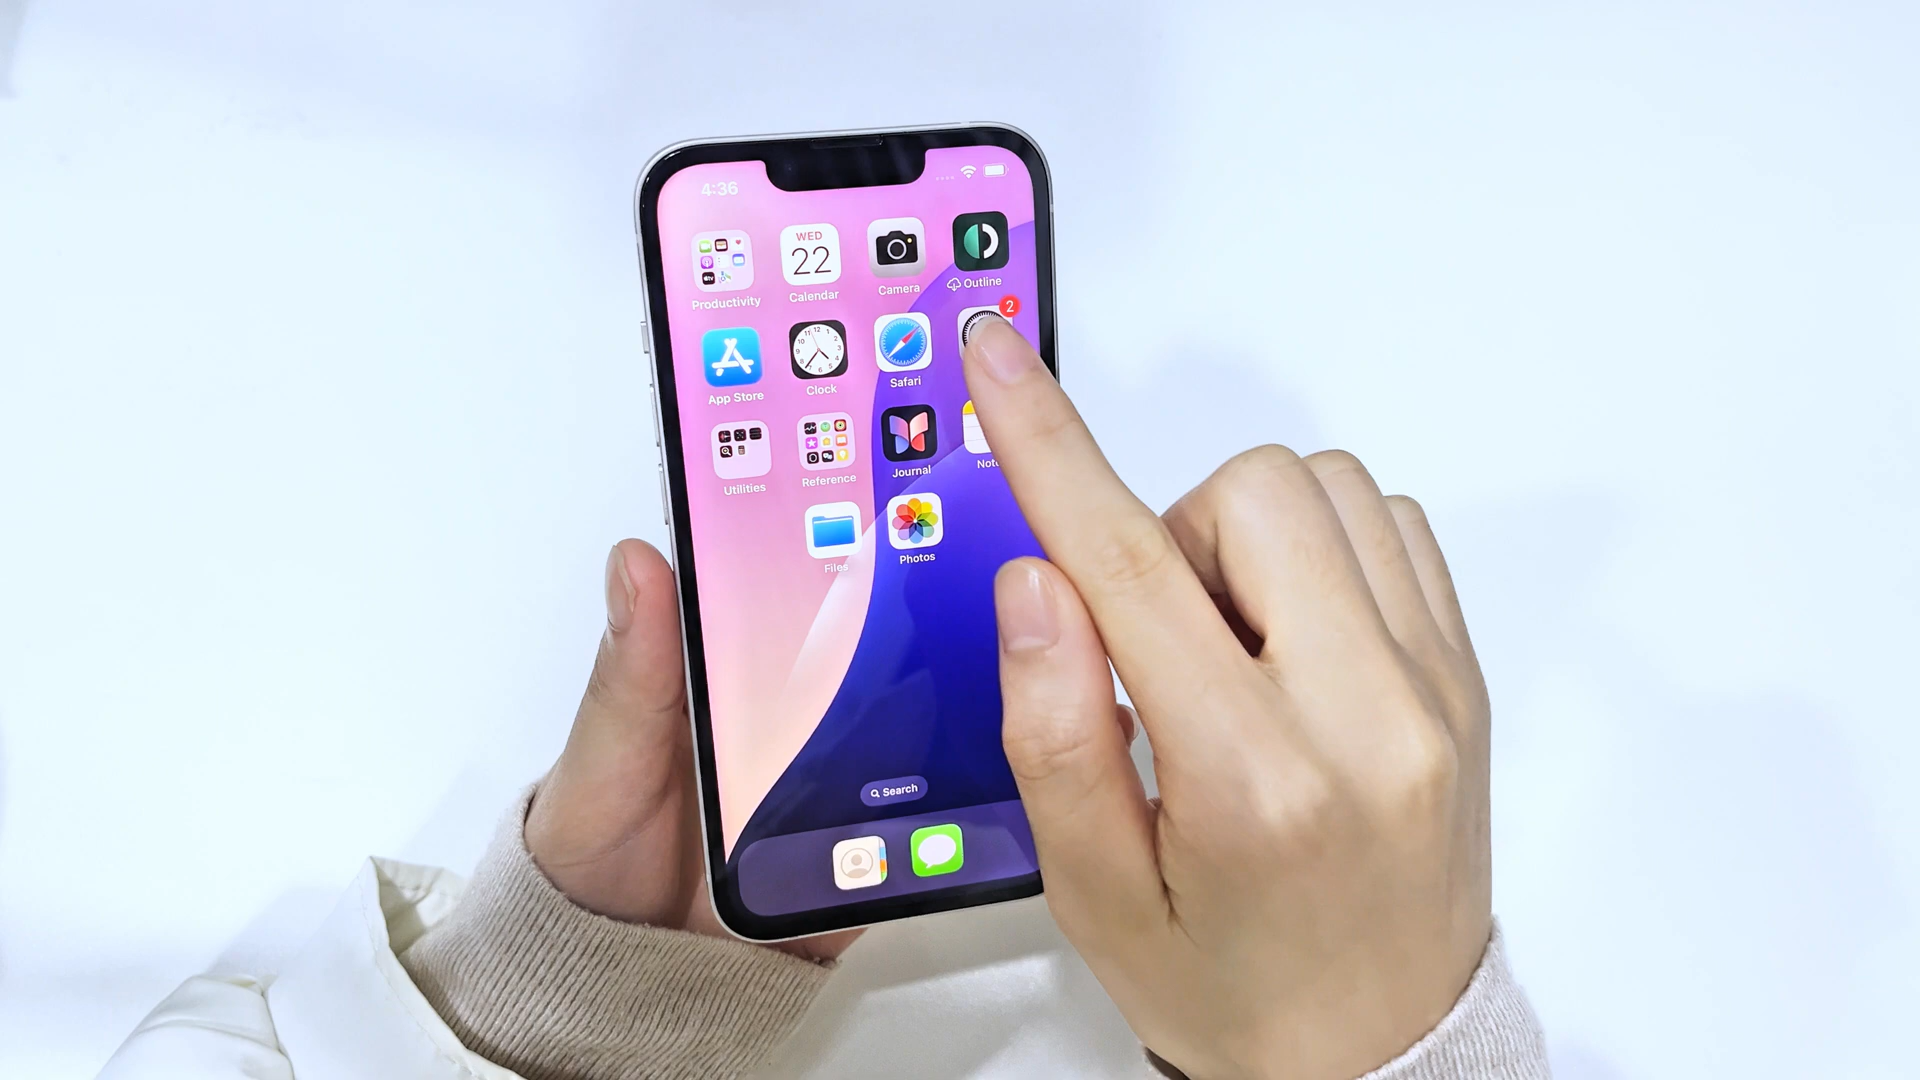 4:36
WED
22
Productivity
Calendar
Camera
Outline
2
App Store
Clock
Safari
Utilities
Reference
Journal
Files
Photos
Search